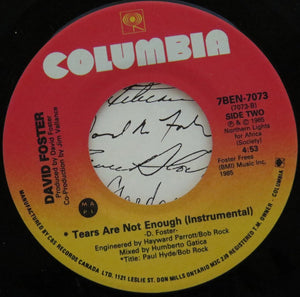 COLUMBIA
7BEN-7073
(7073-B)
SIDE TWO
℗ & © 1985
Northern Lights
for Africa
(Society)
4:53
Foster Frees
(BMI) Music Inc.
1985
DAVID FOSTER
Produced by David Foster
Co-Production by Jim Vallance
MAPL
* Tears Are Not Enough (Instrumental)
-D. Foster-
Engineered by Hayward Parrott/Bob Rock
Mixed by Humberto Gatica
*Title: Paul Hyde/Bob Rock
MANUFACTURED BY CBS RECORDS CANADA LTD. 1121 LESLIE ST. DON MILLS ONTARIO M3C 2J9